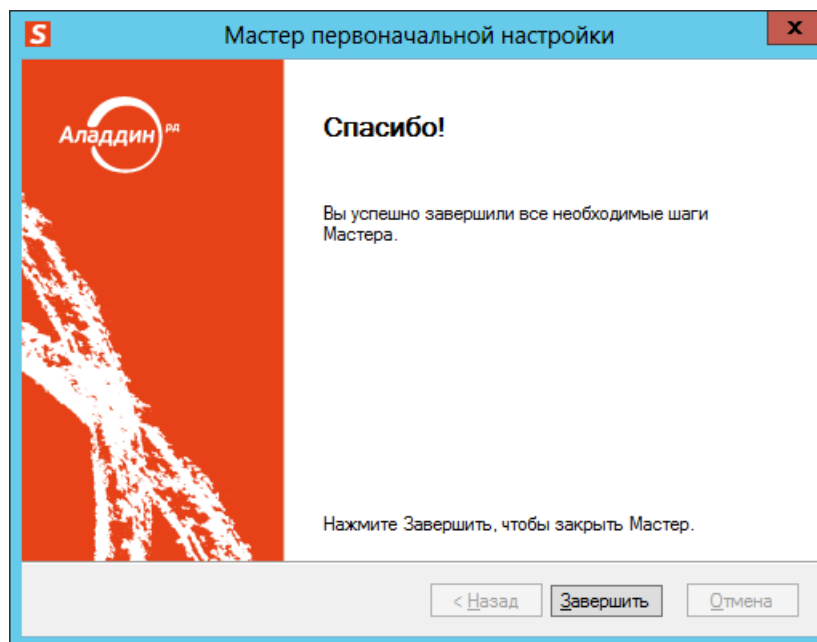 S
Мастер первоначальной настройки
x
Аладдин РД
Спасибо!
Вы успешно завершили все необходимые шаги
Мастера.
Нажмите Завершить, чтобы закрыть Мастер.
< Назад
Завершить
Отмена